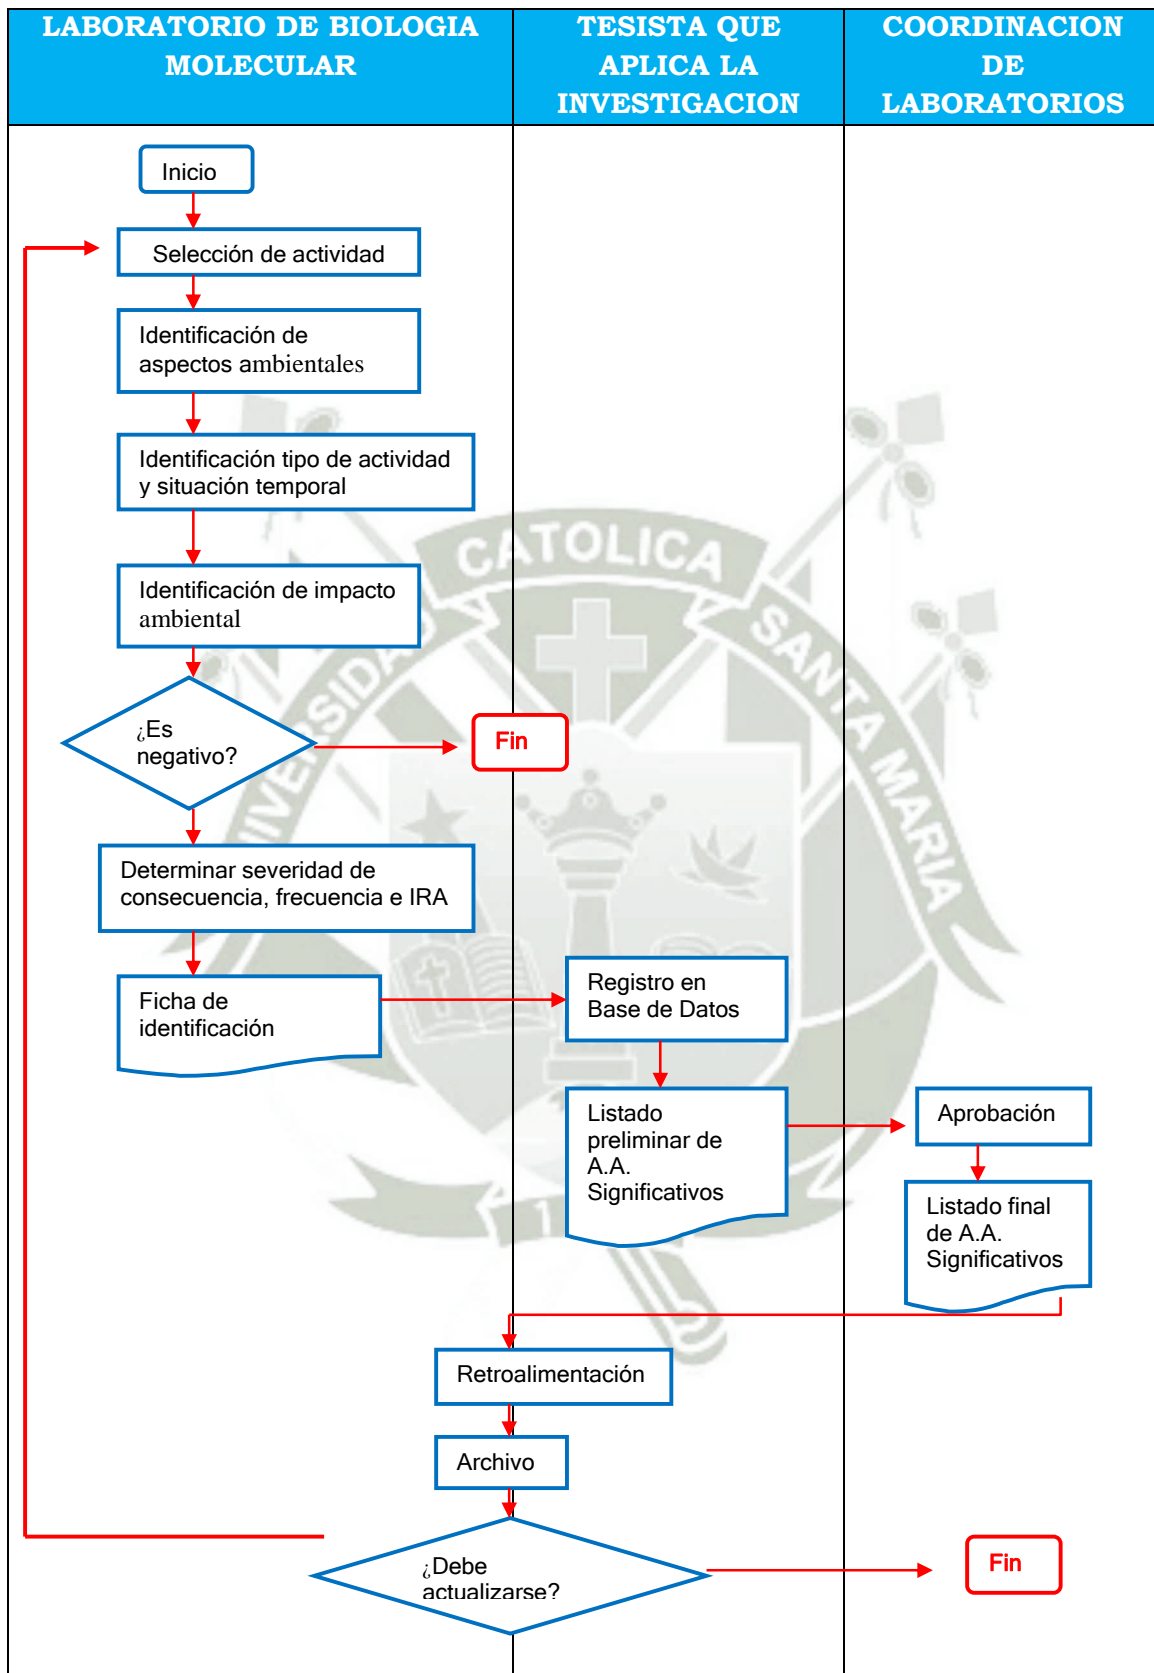 LABORATORIO DE BIOLOGIA
MOLECULAR
TESISTA QUE
APLICA LA
INVESTIGACION
COORDINACION
DE
LABORATORIOS
Inicio
Selección de actividad
Identificación de
aspectos ambientales
Identificación tipo de actividad
y situación temporal
Identificación de impacto
ambiental
¿Es
negativo?
Fin
Determinar severidad de
consecuencia, frecuencia e IRA
Ficha de
identificación
Registro en
Base de Datos
Listado
preliminar de
A.A.
Significativos
Aprobación
Listado final
de A.A.
Significativos
Retroalimentación
Archivo
¿Debe
actualizarse?
Fin
CATOLICA
SANTA MARIA